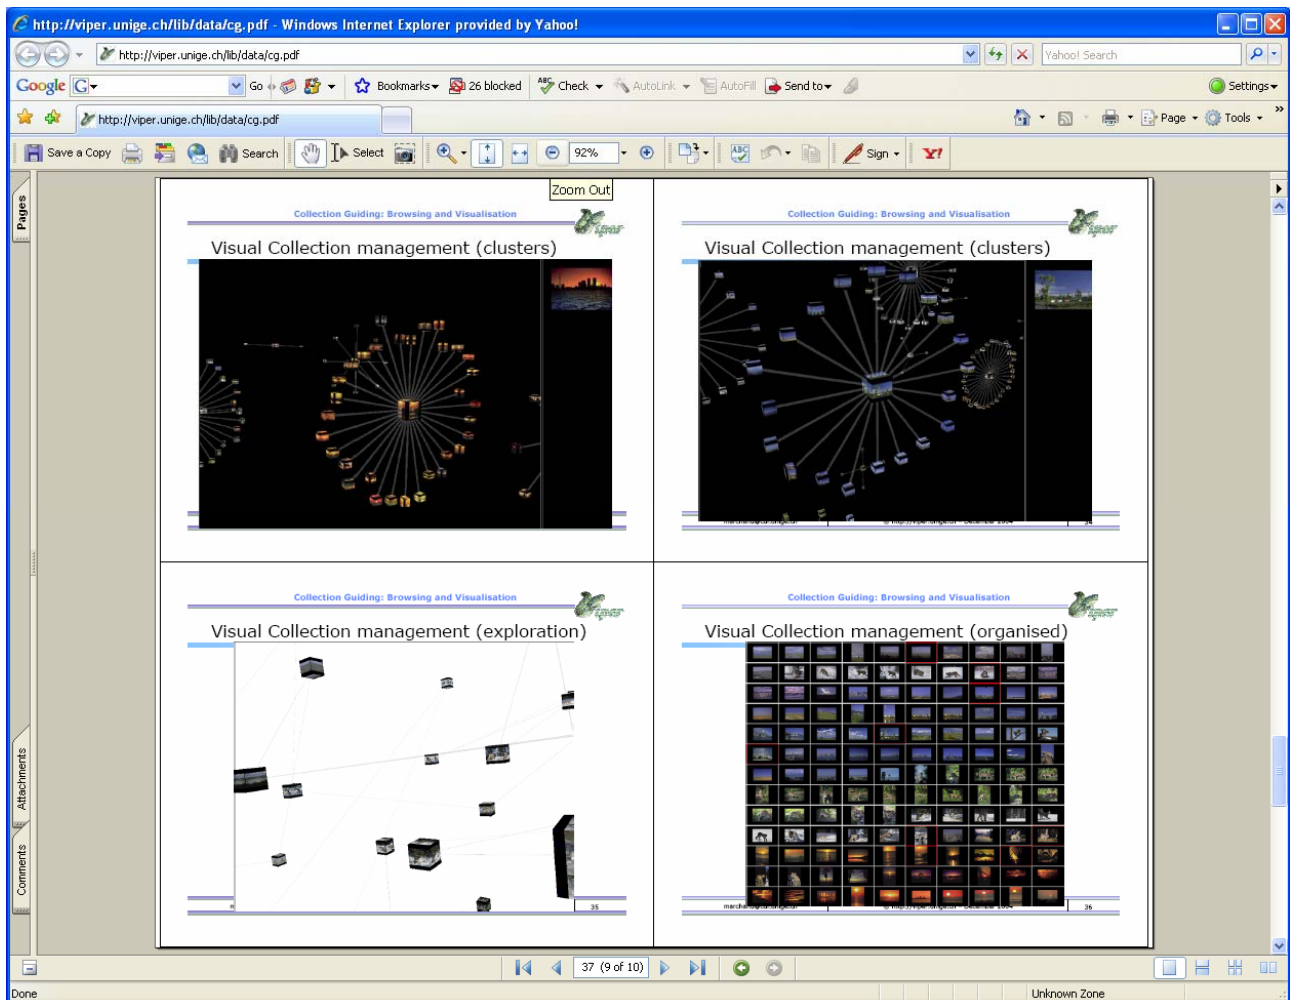 http://viper.unige.ch/lib/data/cg.pdf - Windows Internet Explorer provided by Yahoo!
http://viper.unige.ch/lib/data/cg.pdf
Yahoo! Search
Google G Go Bookmarks 26 blocked Check AutoLink AutoFill Send to Settings
http://viper.unige.ch/lib/data/cg.pdf
Page Tools
Save a Copy Search Select 92% Sign Y!
Zoom Out
Pages
Attachments
Comments
Collection Guiding: Browsing and Visualisation
Viper
Visual Collection management (clusters)
Collection Guiding: Browsing and Visualisation
Viper
Visual Collection management (clusters)
34
Collection Guiding: Browsing and Visualisation
Viper
Visual Collection management (exploration)
35
Collection Guiding: Browsing and Visualisation
Viper
Visual Collection management (organised)
36
37 (9 of 10)
Done
Unknown Zone